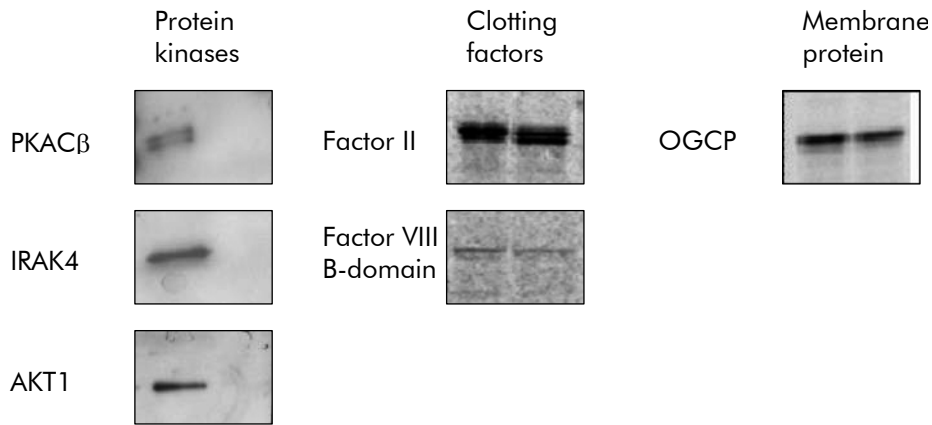 Protein
kinases
Clotting
factors
Membrane
protein
PKACβ
Factor II
OGCP
IRAK4
Factor VIII
B-domain
AKT1